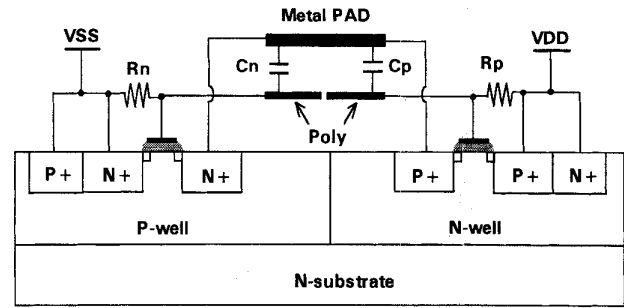 Metal PAD
VSS
VDD
Rn
Cn
Cp
Rp
Poly
P+
N+
N+
P+
P+
N+
P-well
N-well
N-substrate